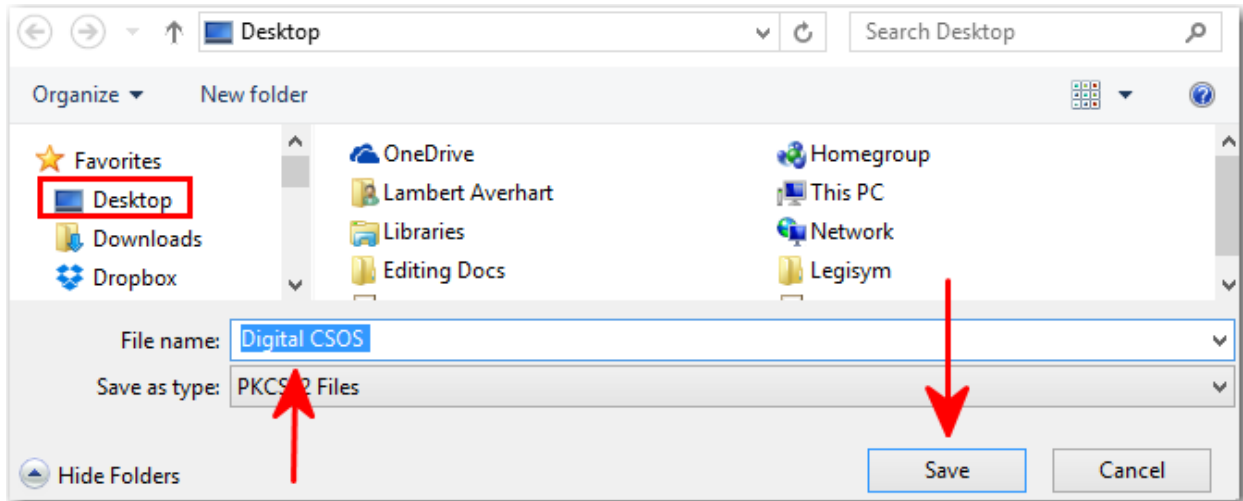 Desktop
Search Desktop
Organize
New folder
Favorites
Desktop
Downloads
Dropbox
OneDrive
Lambert Averhart
Libraries
Editing Docs
Homegroup
This PC
Network
Legisym
File name: Digital CSOS
Save as type: Files
Hide Folders
Save
Cancel